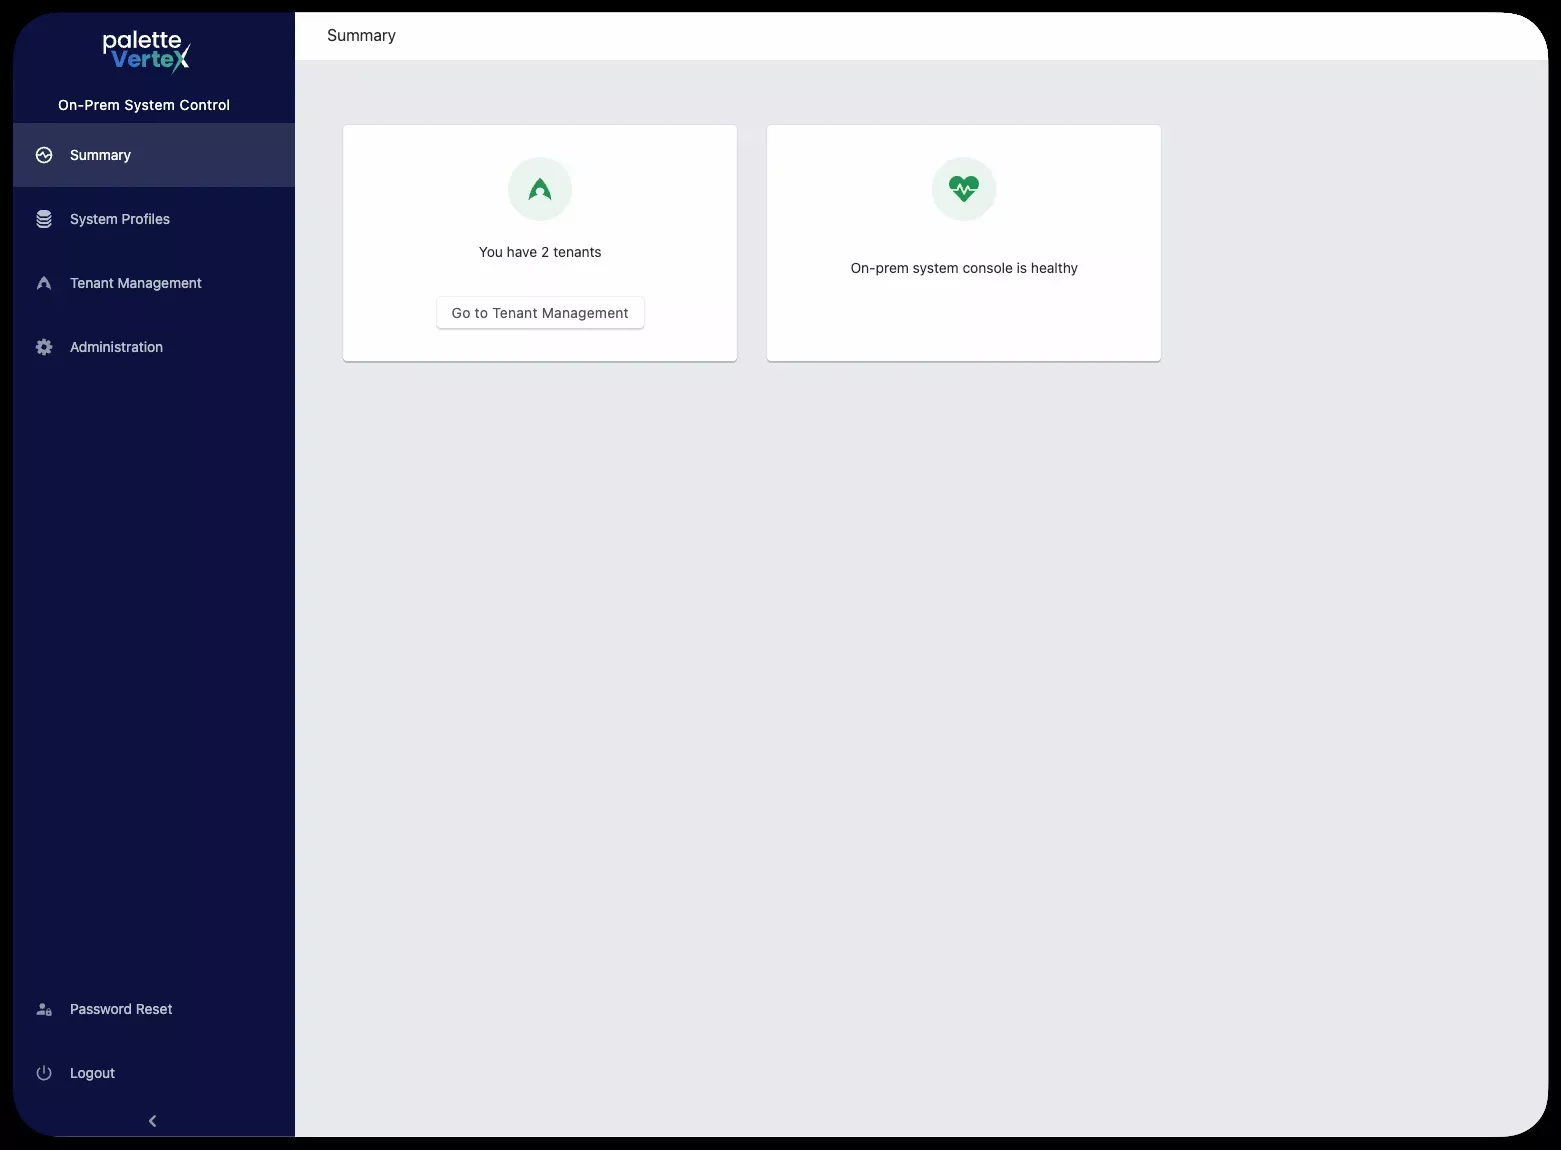 palette
VerteX
On-Prem System Control
Summary
System Profiles
Tenant Management
Administration
Password Reset
Logout
Summary
You have 2 tenants
Go to Tenant Management
On-prem system console is healthy